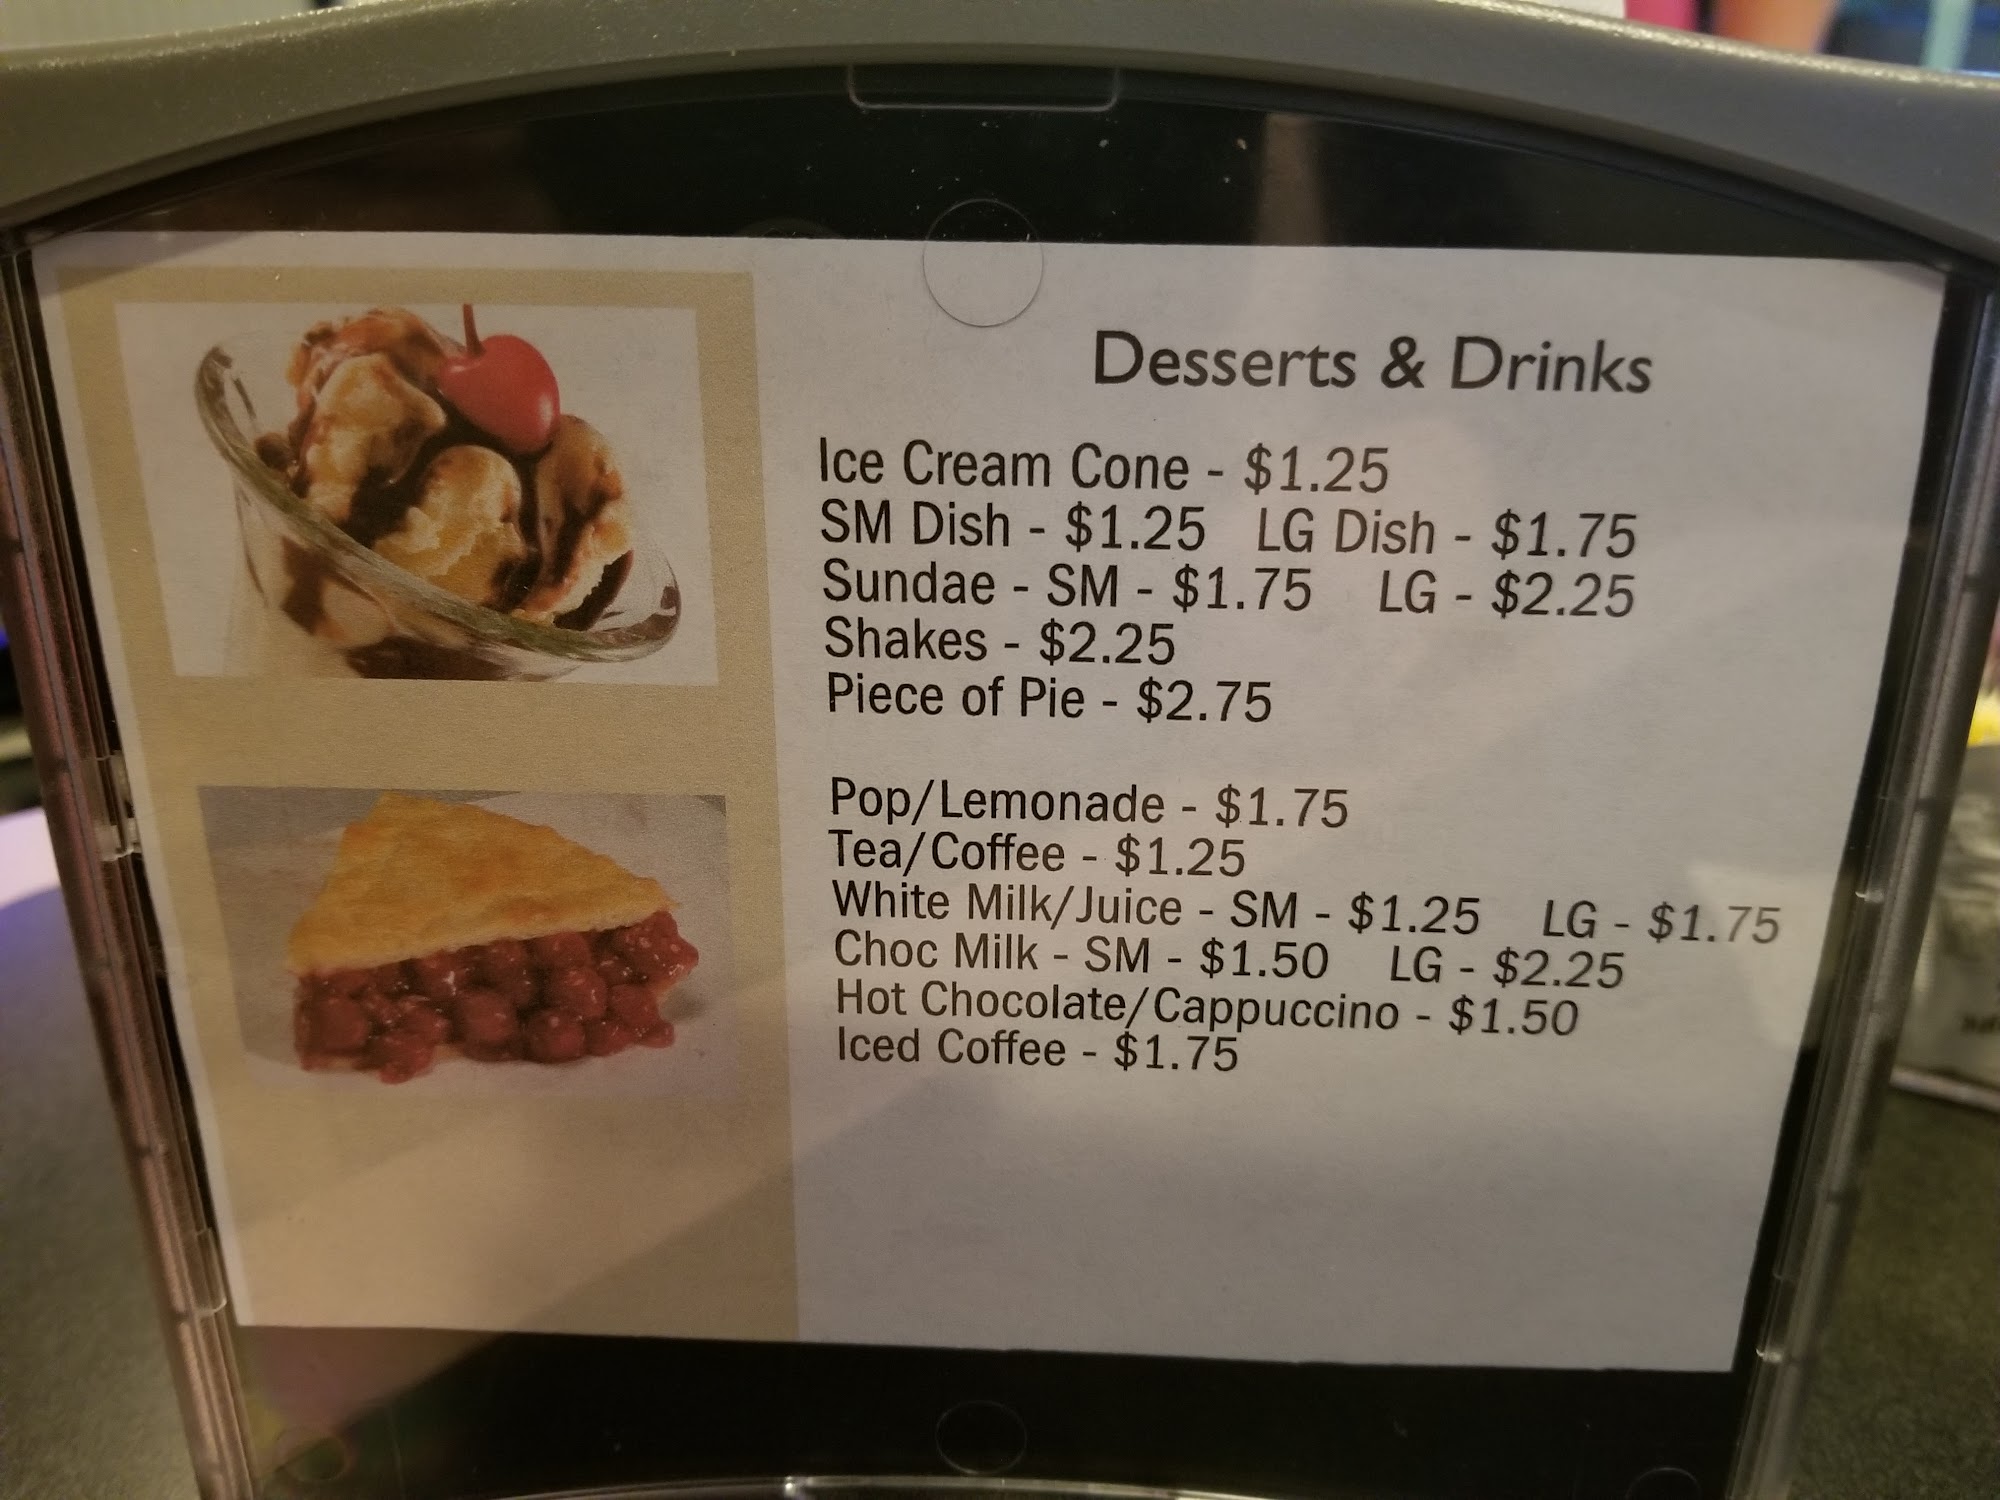 Desserts & Drinks
Ice Cream Cone - $1.25
SM Dish - $1.25 LG Dish - $1.75
Sundae - SM - $1.75 LG - $2.25
Shakes - $2.25
Piece of Pie - $2.75
Pop/Lemonade - $1.75
Tea/Coffee - $1.25
White Milk/Juice - SM - $1.25 LG - $1.75
Choc Milk - SM - $1.50 LG - $2.25
Hot Chocolate/Cappuccino - $1.50
Iced Coffee - $1.75